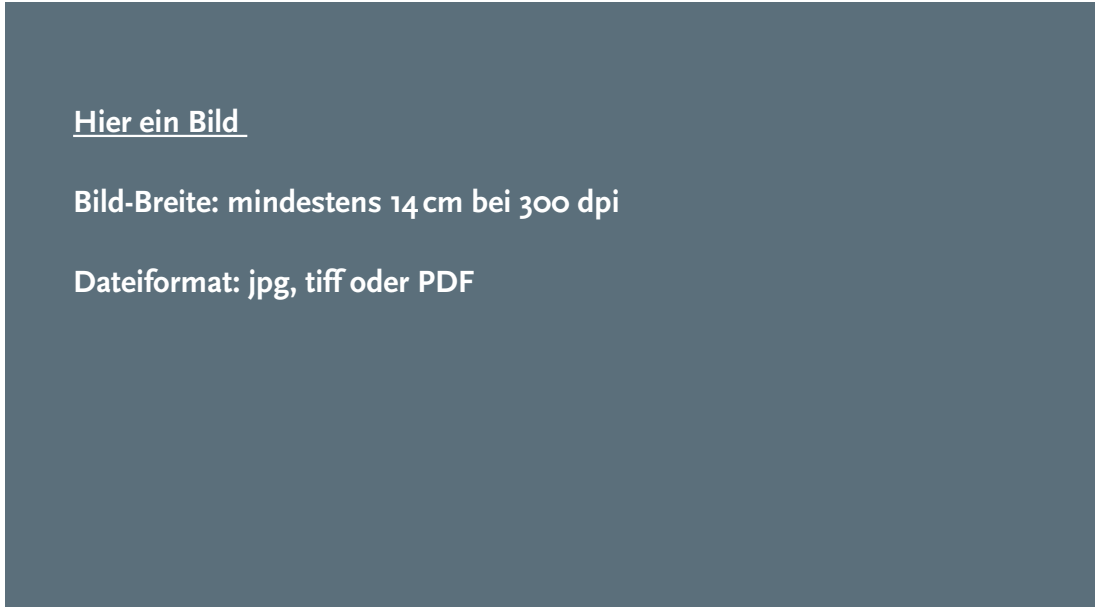 Hier ein Bild
Bild-Breite: mindestens 14 cm bei 300 dpi
Dateiformat: jpg, tiff oder PDF